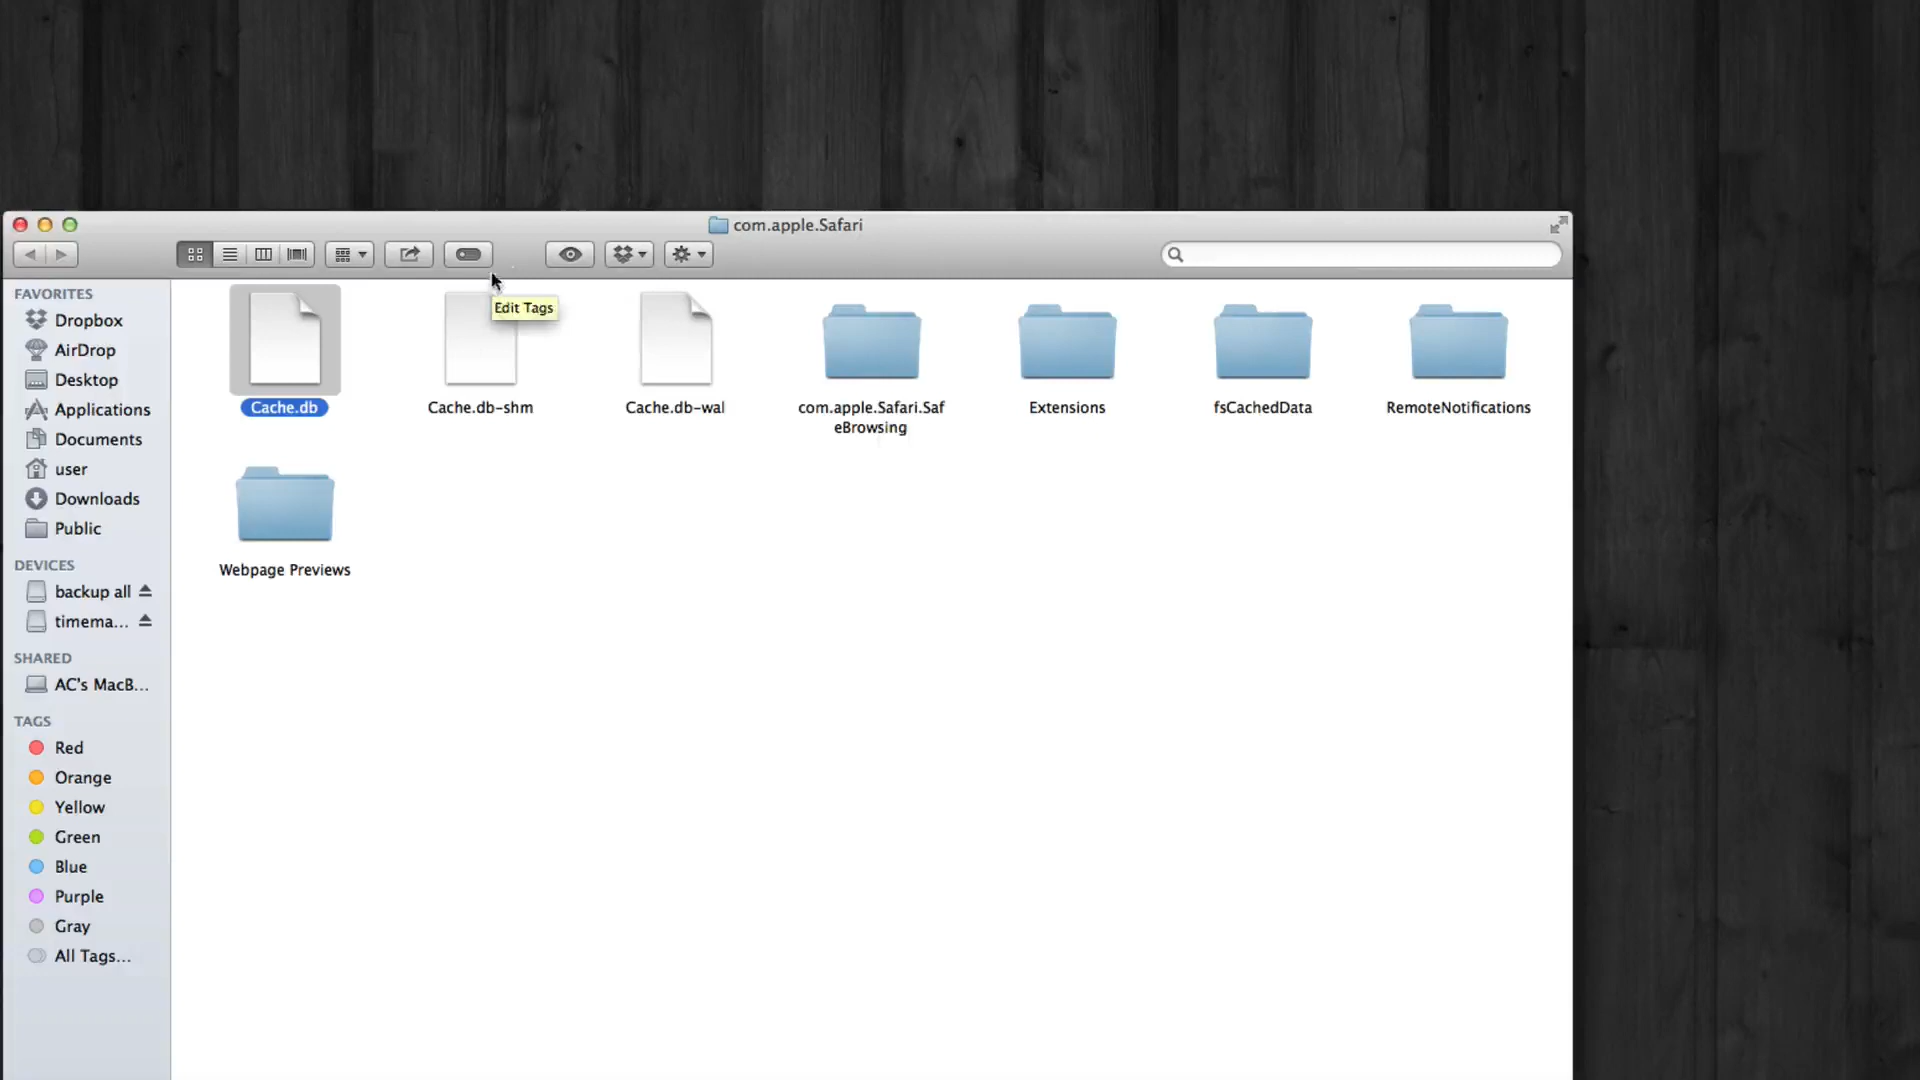 com.apple.Safari
FAVORITES
Dropbox
AirDrop
Desktop
Applications
Documents
user
Downloads
Public
DEVICES
backup all
timema...
SHARED
AC's MacB...
TAGS
Red
Orange
Yellow
Green
Blue
Purple
Gray
All Tags...
Edit Tags
Cache.db
Cache.db-shm
Cache.db-wal
com.apple.Safari.Saf
eBrowsing
Extensions
fsCachedData
RemoteNotifications
Webpage Previews